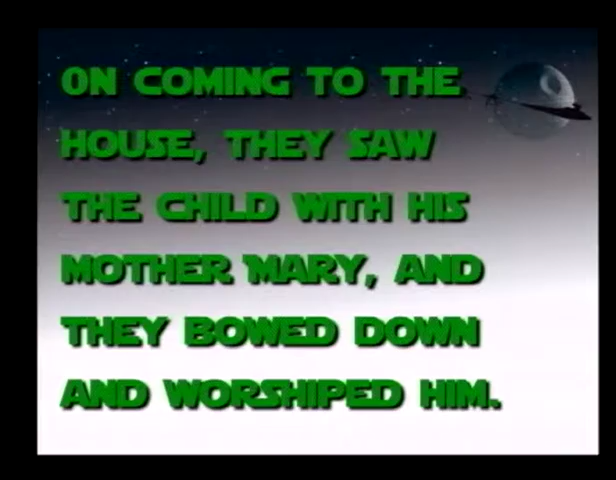 ON COMING TO THE
HOUSE, THEY SAW
THE CHILD WITH HIS
MOTHER MARY, AND
THEY BOWED DOWN
AND WORSHIPED HIM.